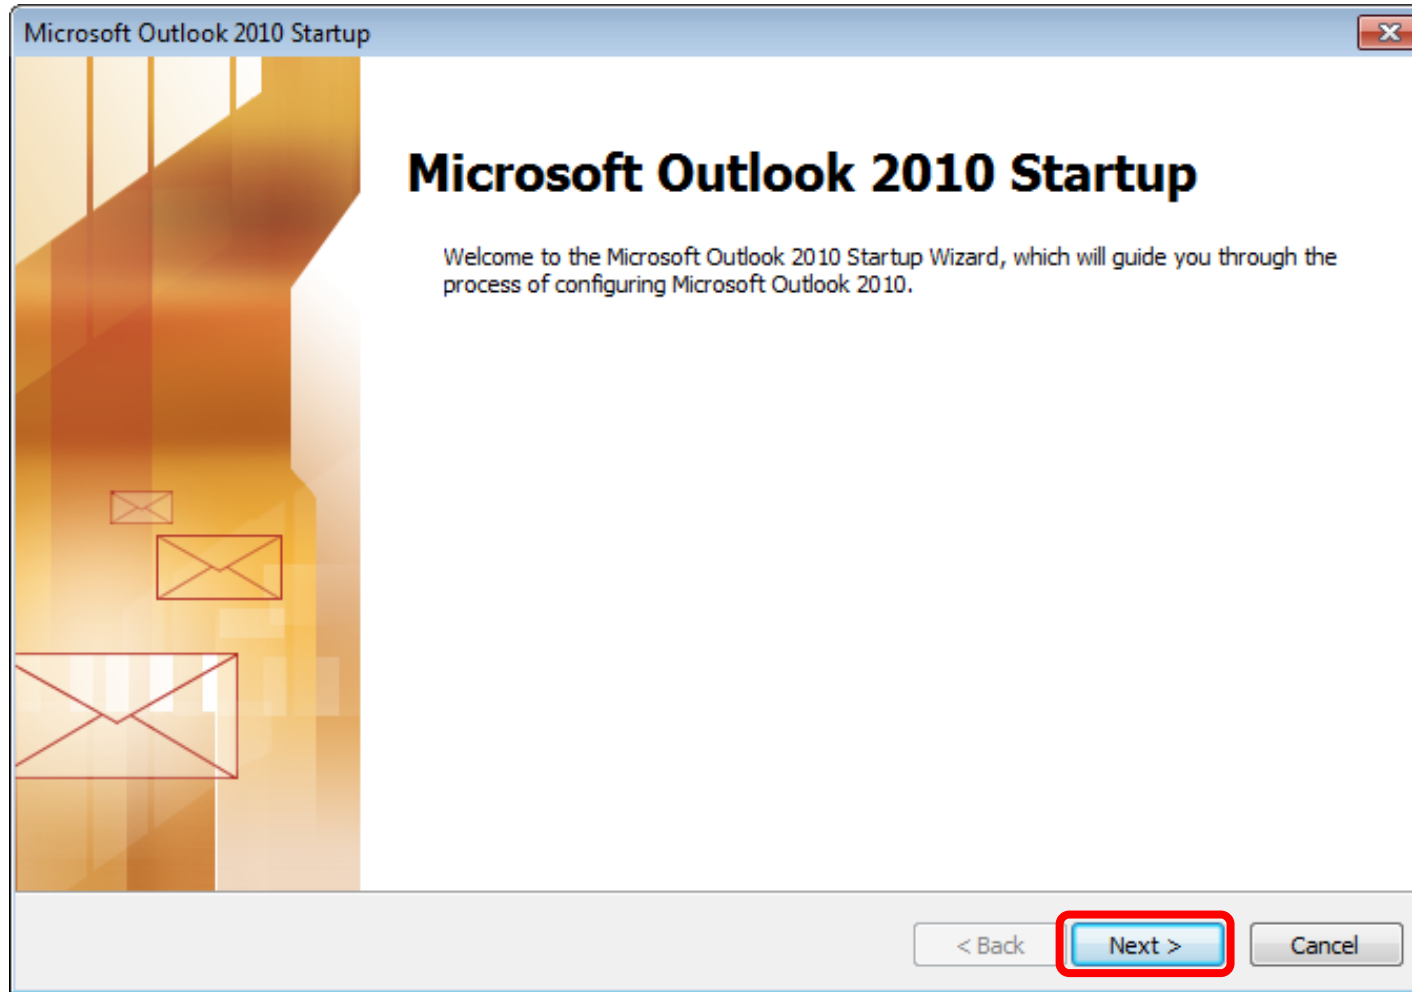 Microsoft Outlook 2010 Startup
Microsoft Outlook 2010 Startup
Welcome to the Microsoft Outlook 2010 Startup Wizard, which will guide you through the
process of configuring Microsoft Outlook 2010.
< Back Next > Cancel